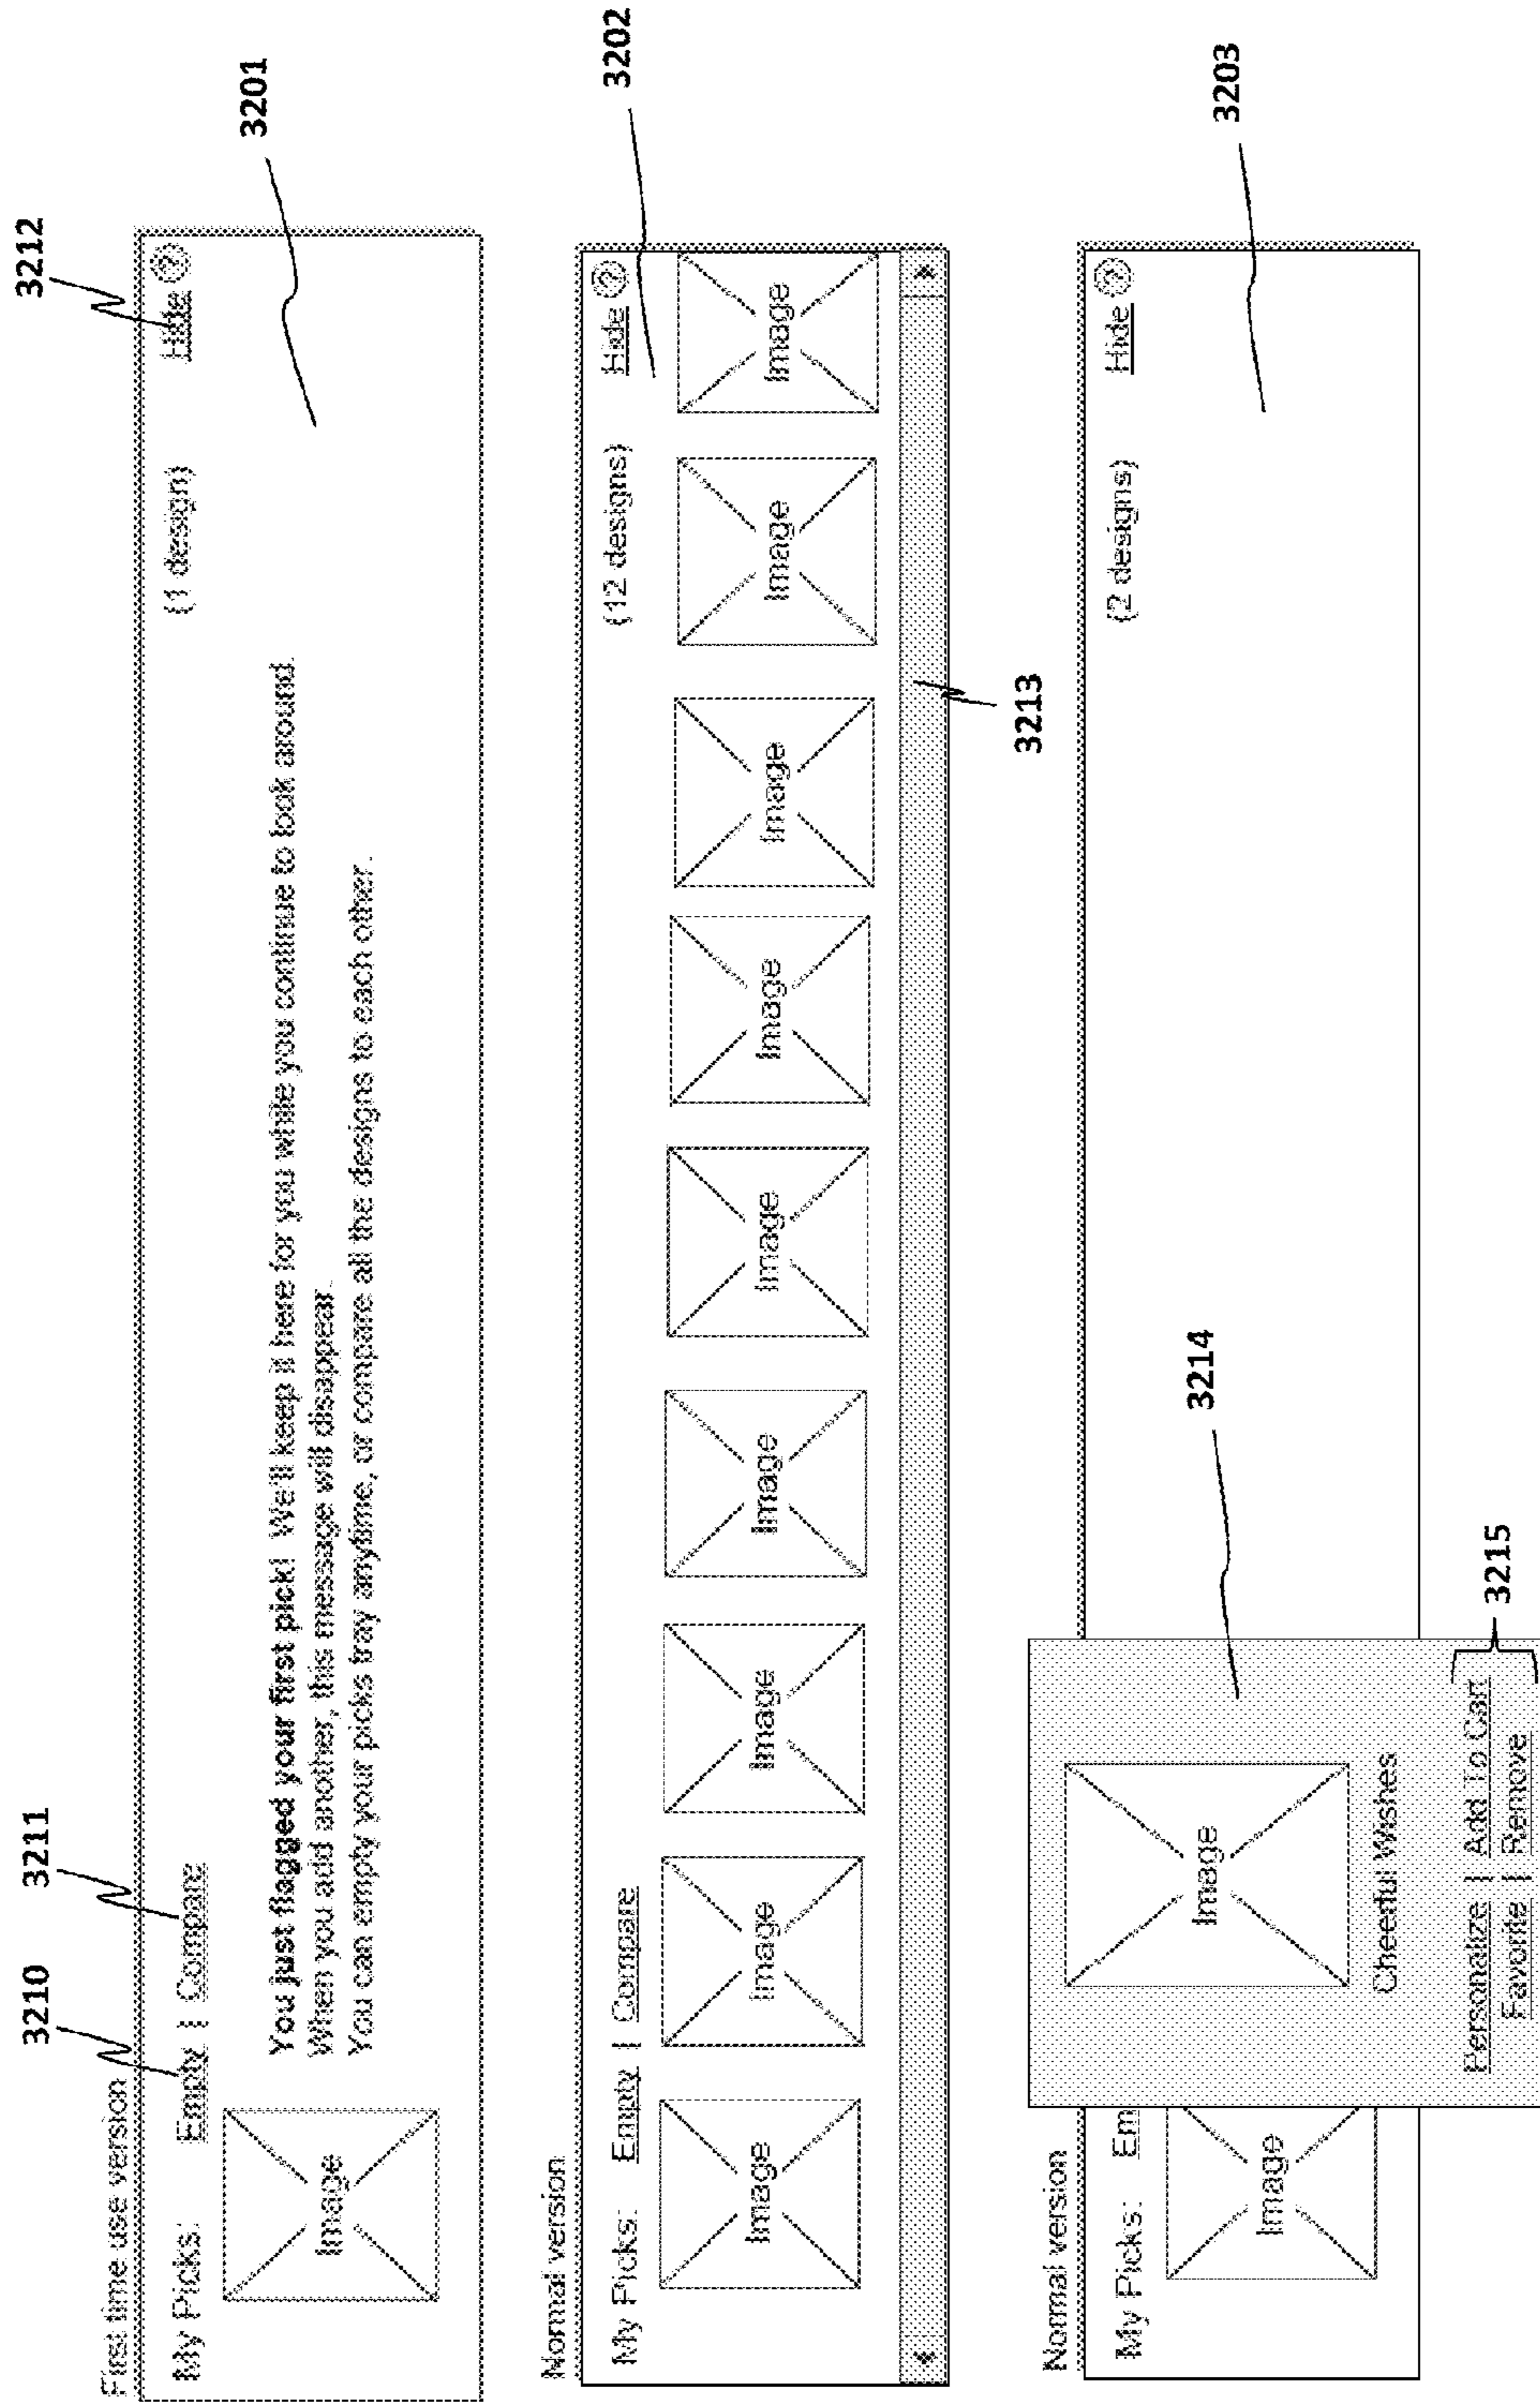 3212
3210 3211
3201
First time use version
My Picks: Empty | Compare (1 design) Hide ?
Image
You just flagged your first pick! We'll keep it here for you while you continue to look around.
When you add another, this message will disappear.
You can empty your picks tray anytime, or compare all the designs to each other.
3202
Normal version
My Picks: Empty | Compare (12 designs) Hide ?
Image Image Image Image Image Image Image Image Image
3213
3203
3214
Normal version
My Picks: Em (2 designs) Hide ?
Image Image
Cheerful Wishes
Personalize | Add To Cart
Favorite | Remove
3215